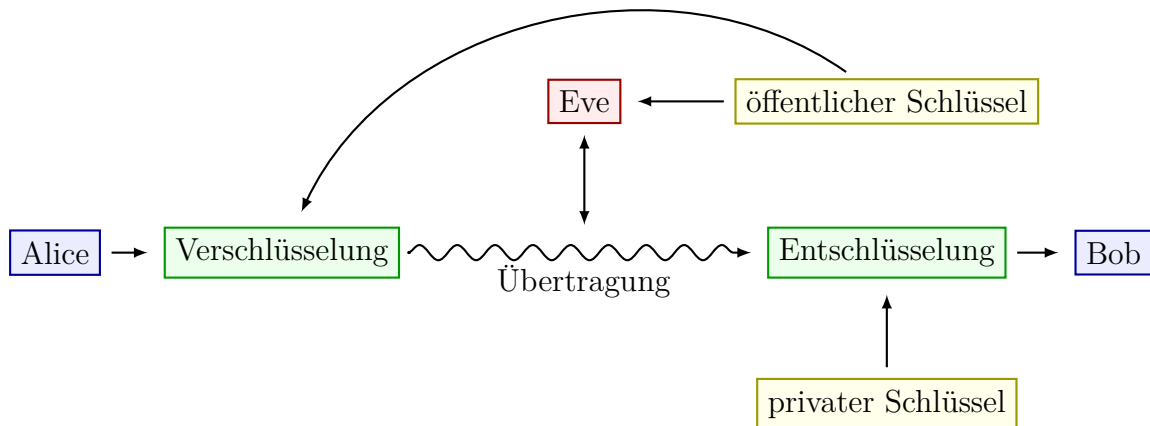 Eve
öffentlicher Schlüssel
Alice
Verschlüsselung
Übertragung
Entschlüsselung
Bob
privater Schlüssel